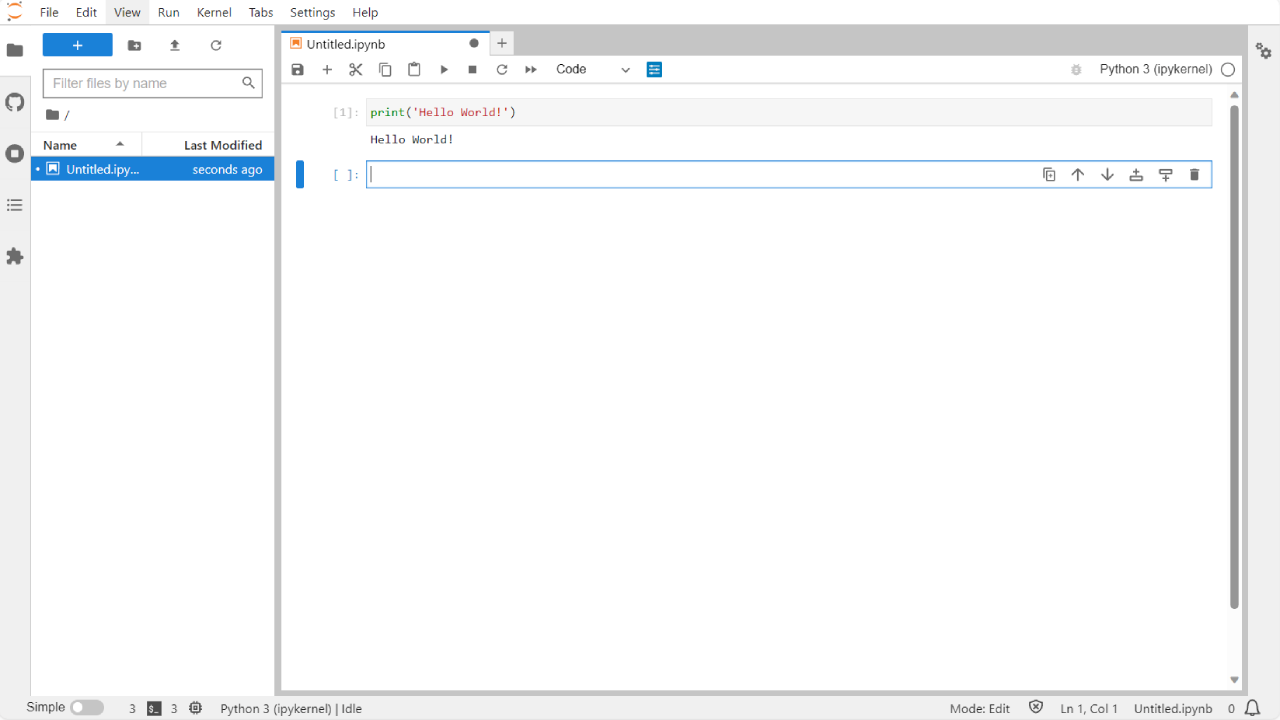 File Edit View Run Kernel Tabs Settings Help
+
Filter files by name
/
Name Last Modified
Untitled.ipy... seconds ago
Untitled.ipynb
Code Python 3 (ipykernel)
[1]: print('Hello World!')
Hello World!
[ ]:
Simple 3 $_ 3 Python 3 (ipykernel) | Idle Mode: Edit Ln 1, Col 1 Untitled.ipynb 0